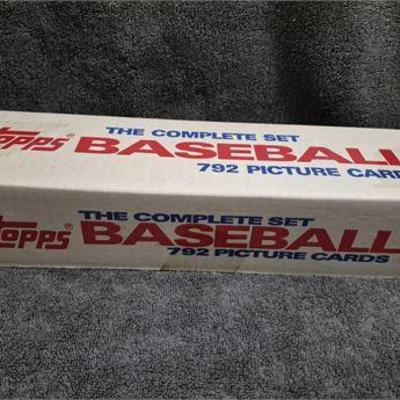 THE COMPLETE SET
Topps® BASEBALL
792 PICTURE CARDS
THE COMPLETE SET
Topps® BASEBALL
792 PICTURE CARDS